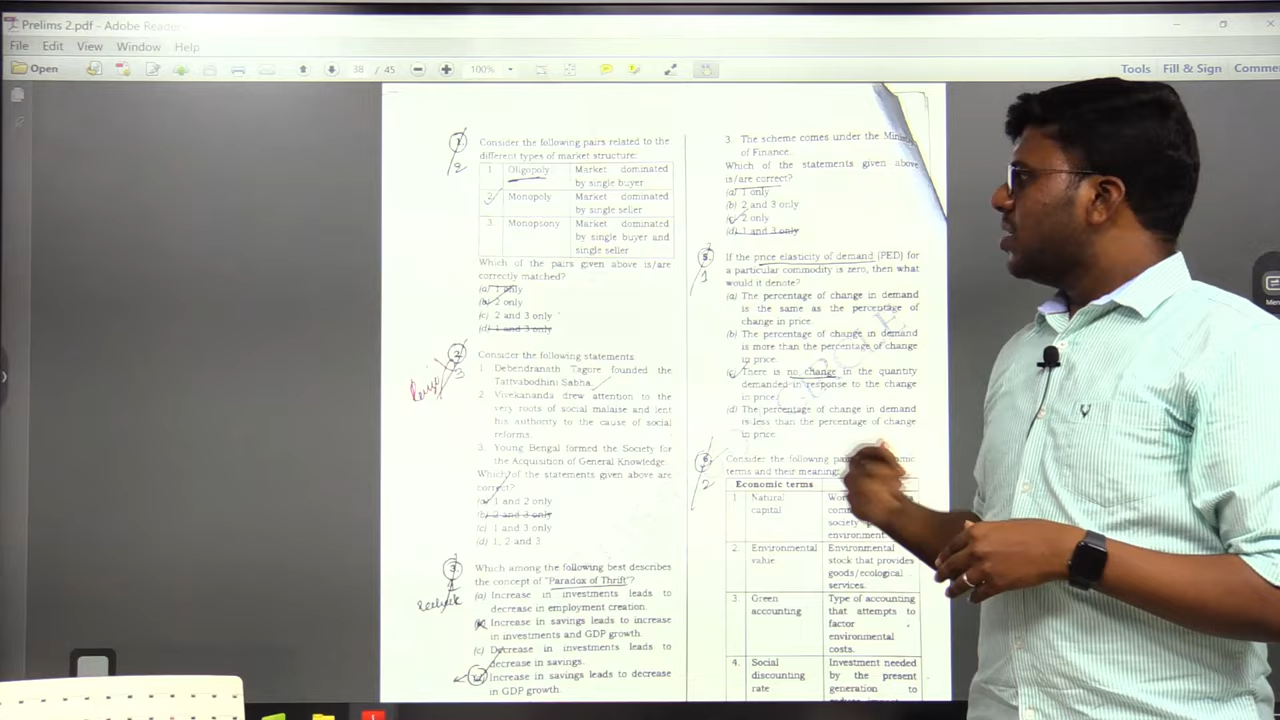 Prelims 2.pdf - Adobe Reader
File Edit View Window Help
Open 38 / 45 100% Tools Fill & Sign Comme
1.
2
Consider the following pairs related to the
different types of market structure:
1 Oligopoly Market dominated
by single buyer
2. Monopoly Market dominated
by single seller
3. Monopsony Market dominated
by single buyer and
single seller
Which of the pairs given above is/are
correctly matched?
(a) 1 only
(b) 2 only
(c) 2 and 3 only
(d) 1 and 3 only
2
3
Consider the following statements
1. Debendranath Tagore founded the
Tattvabodhini Sabha.
2. Vivekananda drew attention to the
very roots of social malaise and lent
his authority to the cause of social
reforms.
3. Young Bengal formed the Society for
the Acquisition of General Knowledge.
Which of the statements given above are
correct?
(a) 1 and 2 only
(b) 2 and 3 only
(c) 1 and 3 only
(d) 1, 2 and 3
3
Which among the following best describes
the concept of "Paradox of Thrift"?
(a) Increase in investments leads to
decrease in employment creation.
Increase in savings leads to increase
in investments and GDP growth.
(c) Decrease in investments leads to
decrease in savings.
Increase in savings leads to decrease
in GDP growth.
3. The scheme comes under the Minis
of Finance.
Which of the statements given above
is/are correct?
(a) 1 only
(b) 2 and 3 only
(c) 2 only
(d) 1 and 3 only
5.
1
If the price elasticity of demand (PED) for
a particular commodity is zero, then what
would it denote?
(a) The percentage of change in demand
is the same as the percentage of
change in price.
(b) The percentage of change in demand
is more than the percentage of change
in price.
(c) There is no change in the quantity
demanded in response to the change
in price.
(d) The percentage of change in demand
is less than the percentage of change
in price.
6.
2
Consider the following pairs
terms and their meaning:
Economic terms
1 Natural
capital
society
environment.
2. Environmental Environmental
value stock that provides
goods/ecological
services.
3. Green Type of accounting
accounting that attempts to
factor
environmental
costs.
4. Social Investment needed
discounting by the present
rate generation to